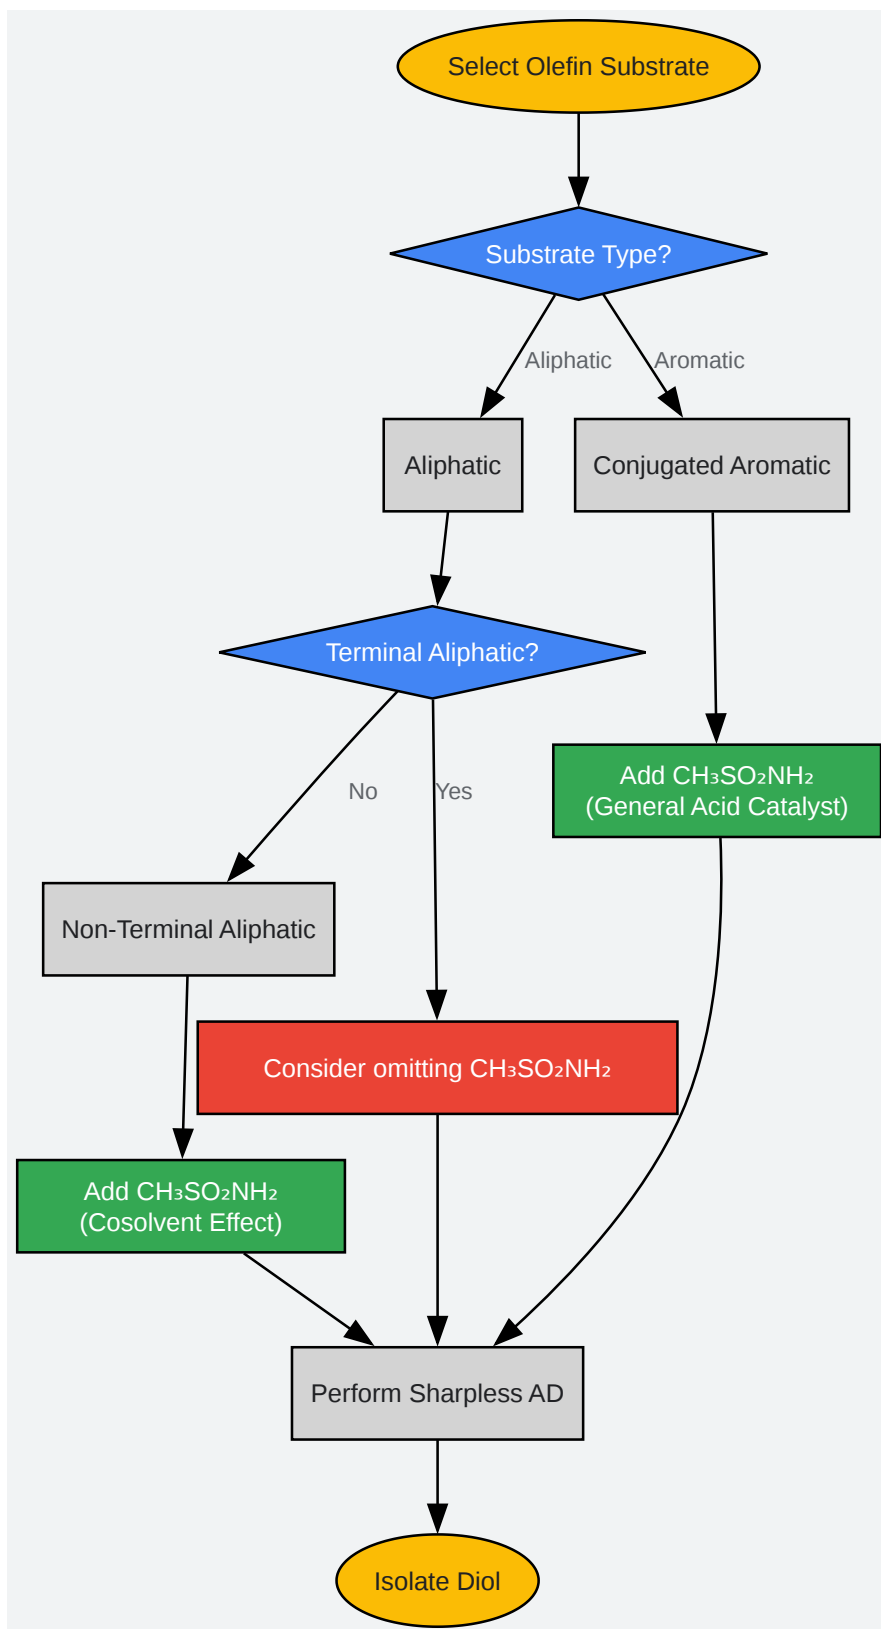 Select Olefin Substrate
Substrate Type?
Aliphatic
Aromatic
Aliphatic
Conjugated Aromatic
Terminal Aliphatic?
No
Yes
Add CH₃SO₂NH₂
(General Acid Catalyst)
Non-Terminal Aliphatic
Consider omitting CH₃SO₂NH₂
Add CH₃SO₂NH₂
(Cosolvent Effect)
Perform Sharpless AD
Isolate Diol